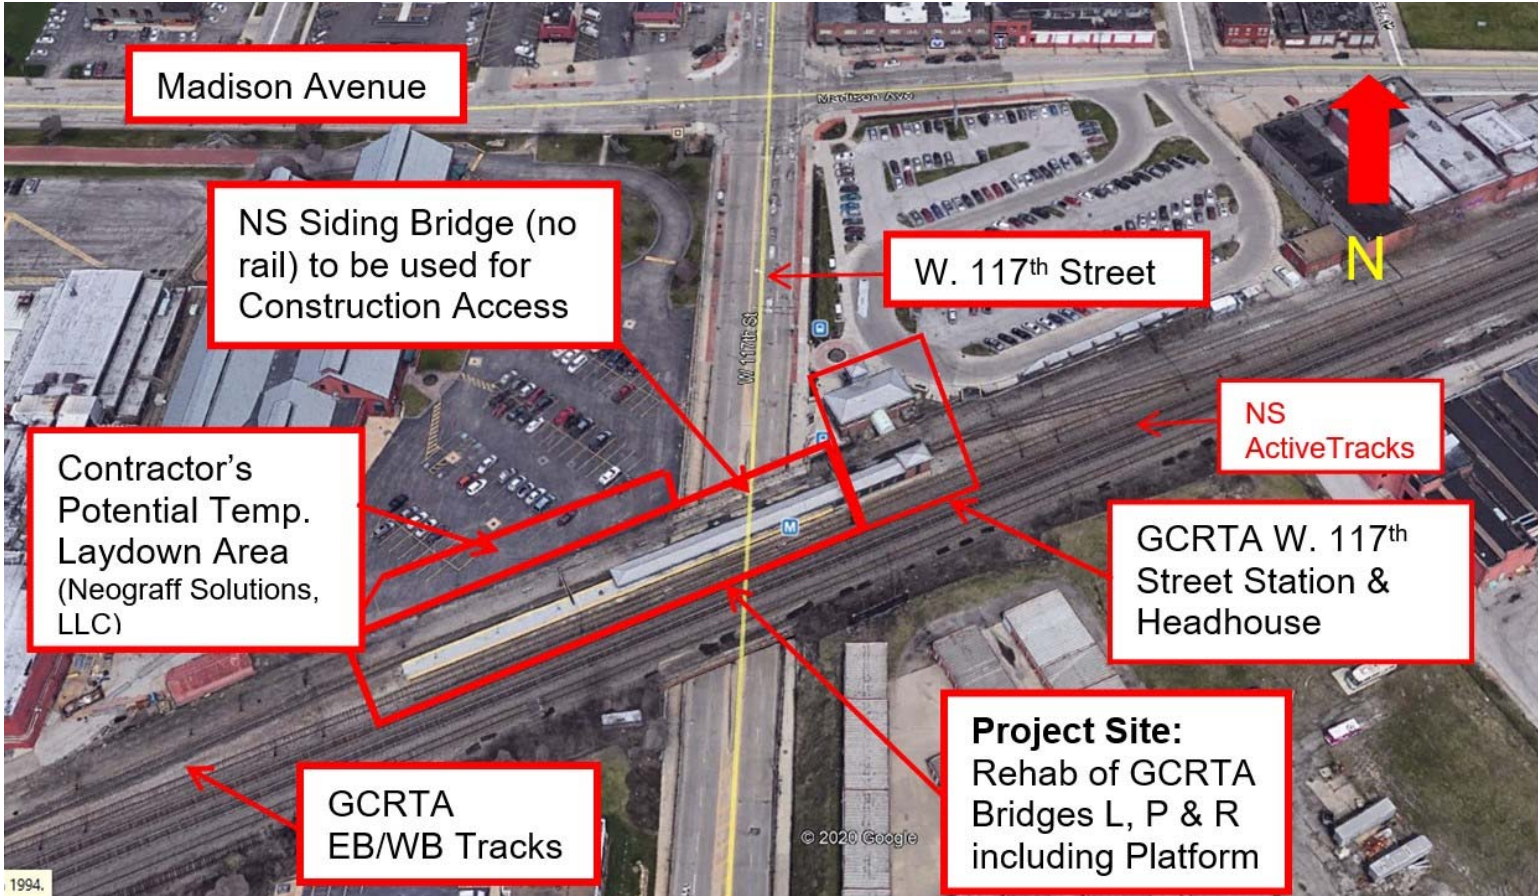 Madison Avenue
Madison Ave
NS Siding Bridge (no
rail) to be used for
Construction Access
W. 117th Street
W 117th St
N
NS
ActiveTracks
Contractor’s
Potential Temp.
Laydown Area
(Neograff Solutions,
LLC)
M
GCRTA W. 117th
Street Station &
Headhouse
Project Site:
Rehab of GCRTA
Bridges L, P & R
including Platform
GCRTA
EB/WB Tracks
© 2020 Google
1994.